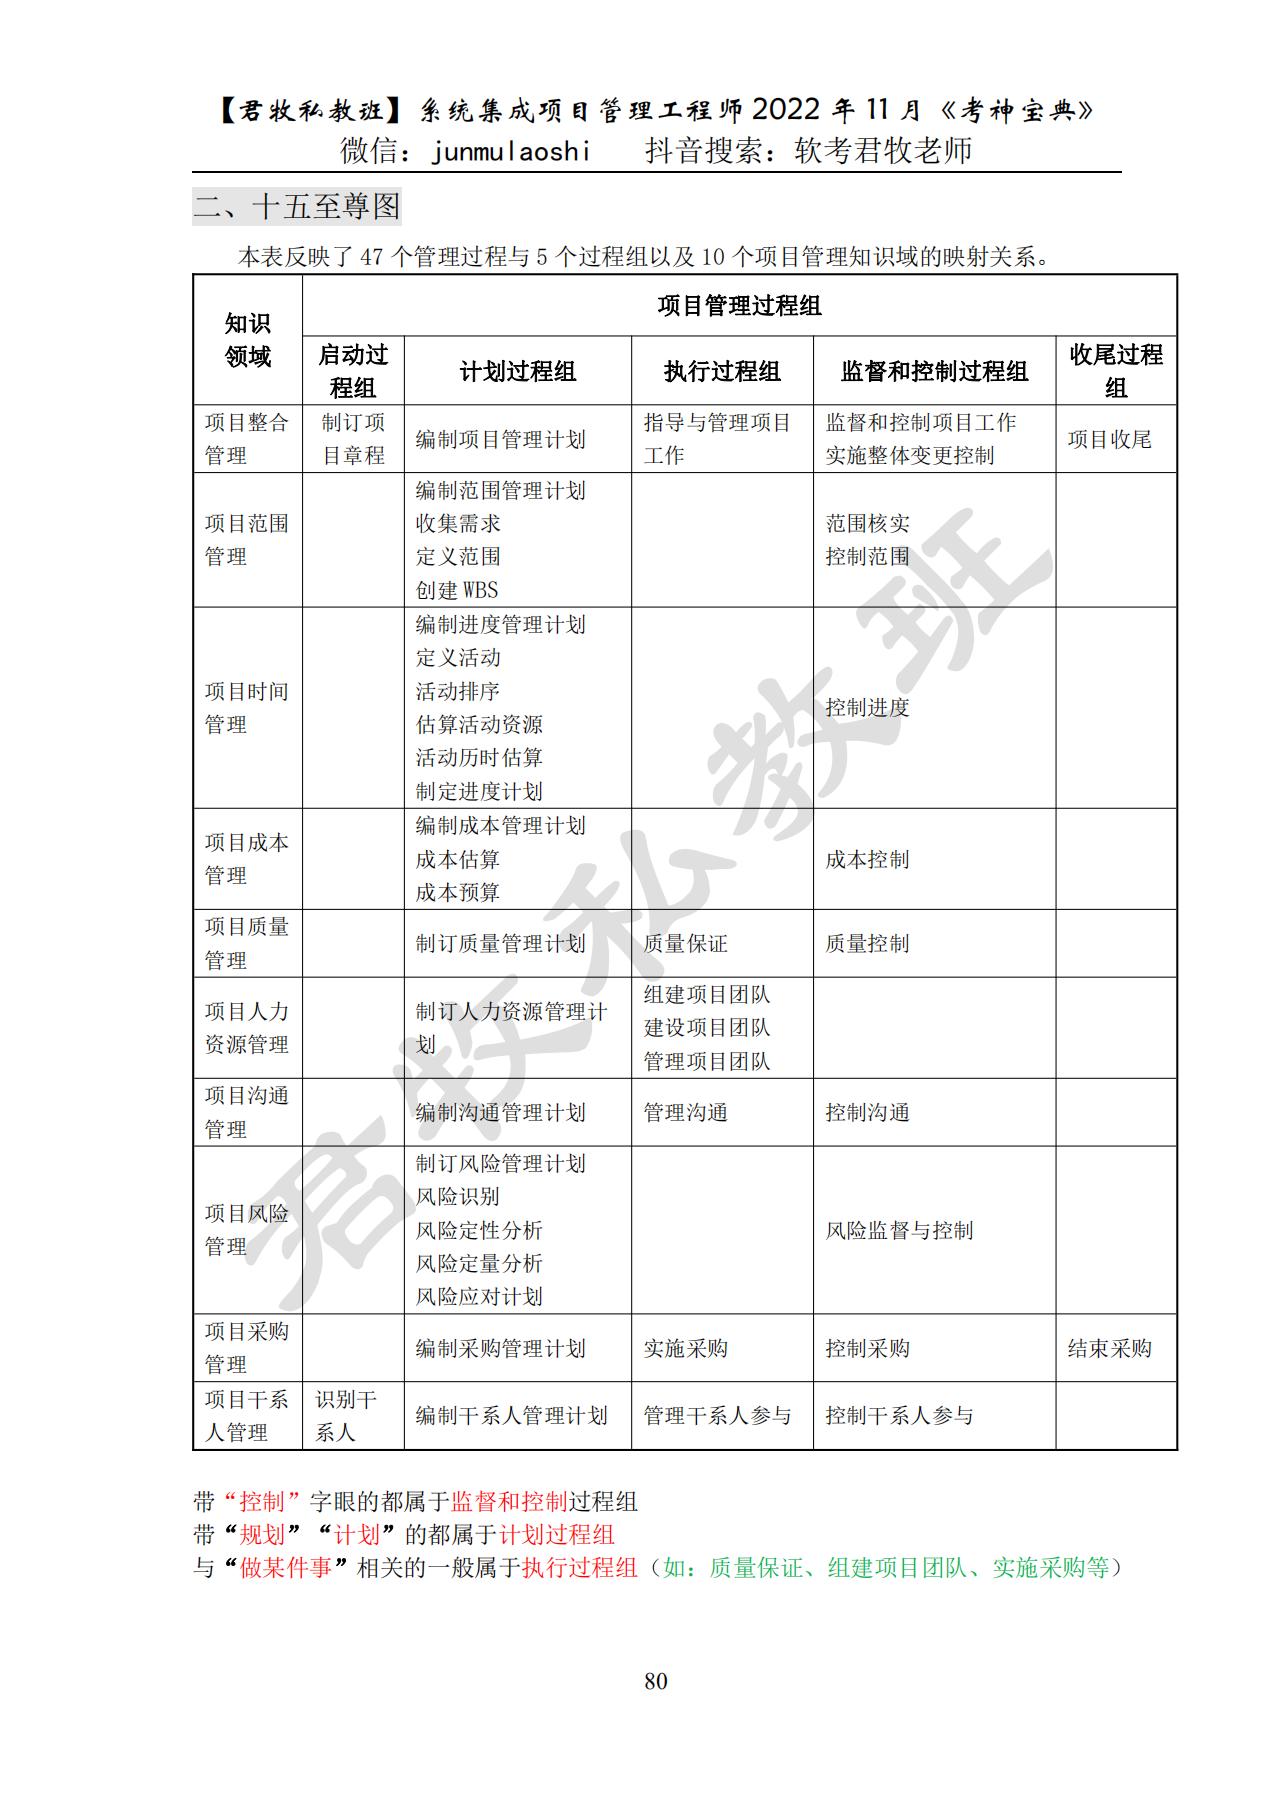 【君牧私教班】系统集成项目管理工程师 2022 年 11 月《考神宝典》
微信：junmulaoshi 抖音搜索：软考君牧老师
二、十五至尊图
本表反映了 47 个管理过程与 5 个过程组以及 10 个项目管理知识域的映射关系。
知识
领域
项目管理过程组
启动过
程组
计划过程组
执行过程组
监督和控制过程组
收尾过程
组
项目整合
管理
制订项
目章程
编制项目管理计划
指导与管理项目
工作
监督和控制项目工作
实施整体变更控制
项目收尾
项目范围
管理
编制范围管理计划
收集需求
定义范围
创建 WBS
范围核实
控制范围
项目时间
管理
编制进度管理计划
定义活动
活动排序
估算活动资源
活动历时估算
制定进度计划
控制进度
项目成本
管理
编制成本管理计划
成本估算
成本预算
成本控制
项目质量
管理
制订质量管理计划
质量保证
质量控制
项目人力
资源管理
制订人力资源管理计
划
组建项目团队
建设项目团队
管理项目团队
项目沟通
管理
编制沟通管理计划
管理沟通
控制沟通
项目风险
管理
制订风险管理计划
风险识别
风险定性分析
风险定量分析
风险应对计划
风险监督与控制
项目采购
管理
编制采购管理计划
实施采购
控制采购
结束采购
项目干系
人管理
识别干
系人
编制干系人管理计划
管理干系人参与
控制干系人参与
带“控制”字眼的都属于监督和控制过程组
带“规划”“计划”的都属于计划过程组
与“做某件事”相关的一般属于执行过程组（如：质量保证、组建项目团队、实施采购等）
80
君牧私教班